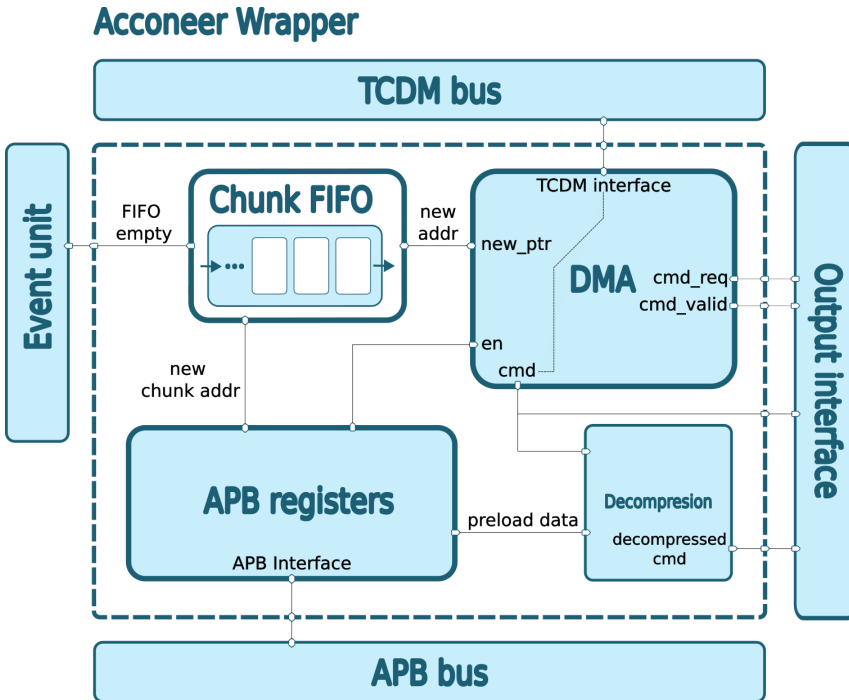 Acconeer Wrapper
TCDM bus
Event unit
FIFO
empty
Chunk FIFO
new
addr
TCDM interface
new_ptr
DMA
cmd_req
cmd_valid
en
cmd
Output interface
new
chunk addr
APB registers
APB Interface
preload data
Decompresion
decompressed
cmd
APB bus